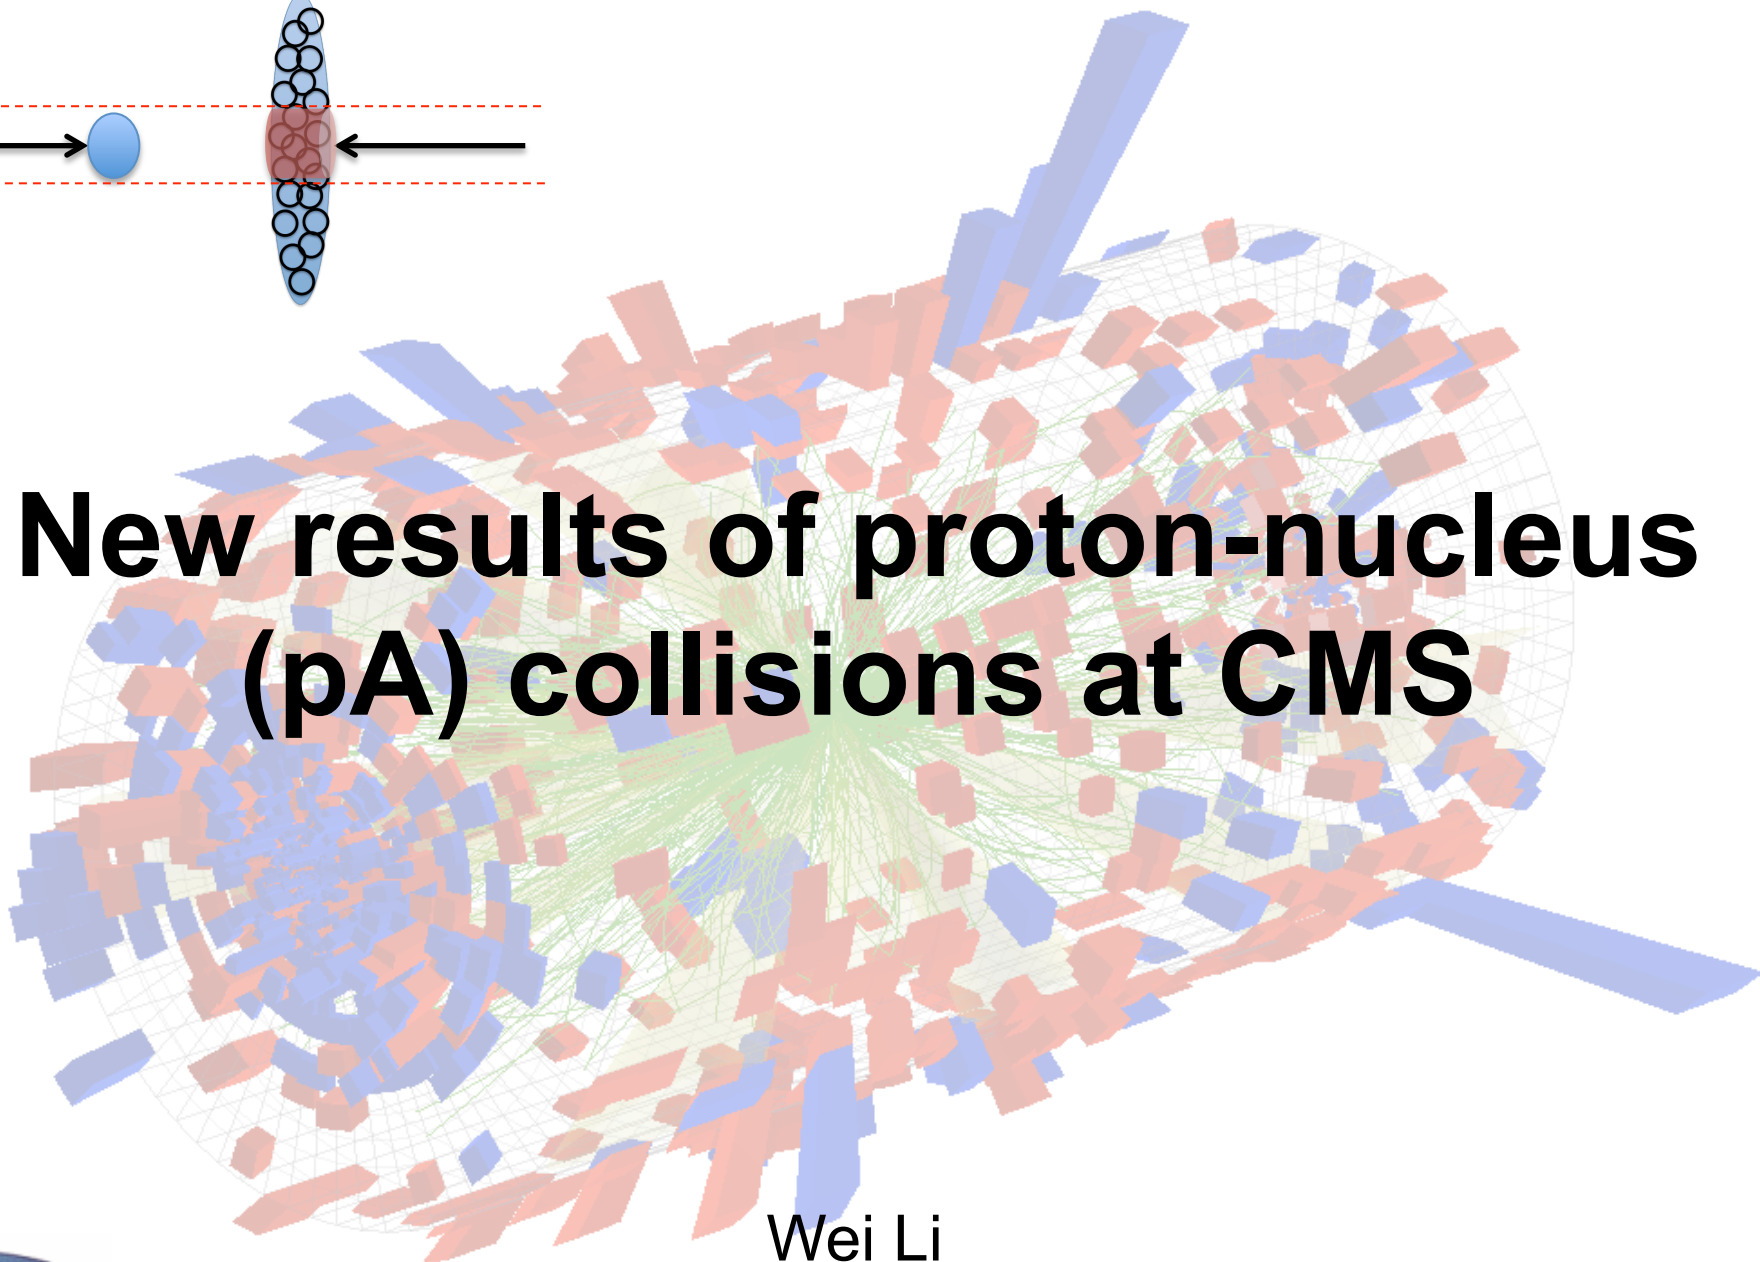 New results of proton-nucleus
(pA) collisions at CMS
Wei Li